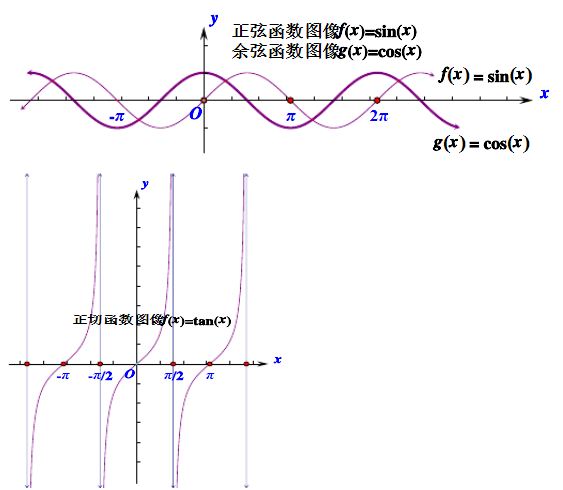 y
正弦函数图像f(x)=sin(x)
余弦函数图像g(x)=cos(x)
f(x) = sin(x)
x
-π O π 2π
g(x) = cos(x)
y
正切函数图像f(x)=tan(x)
x
-π -π/2 O π/2 π